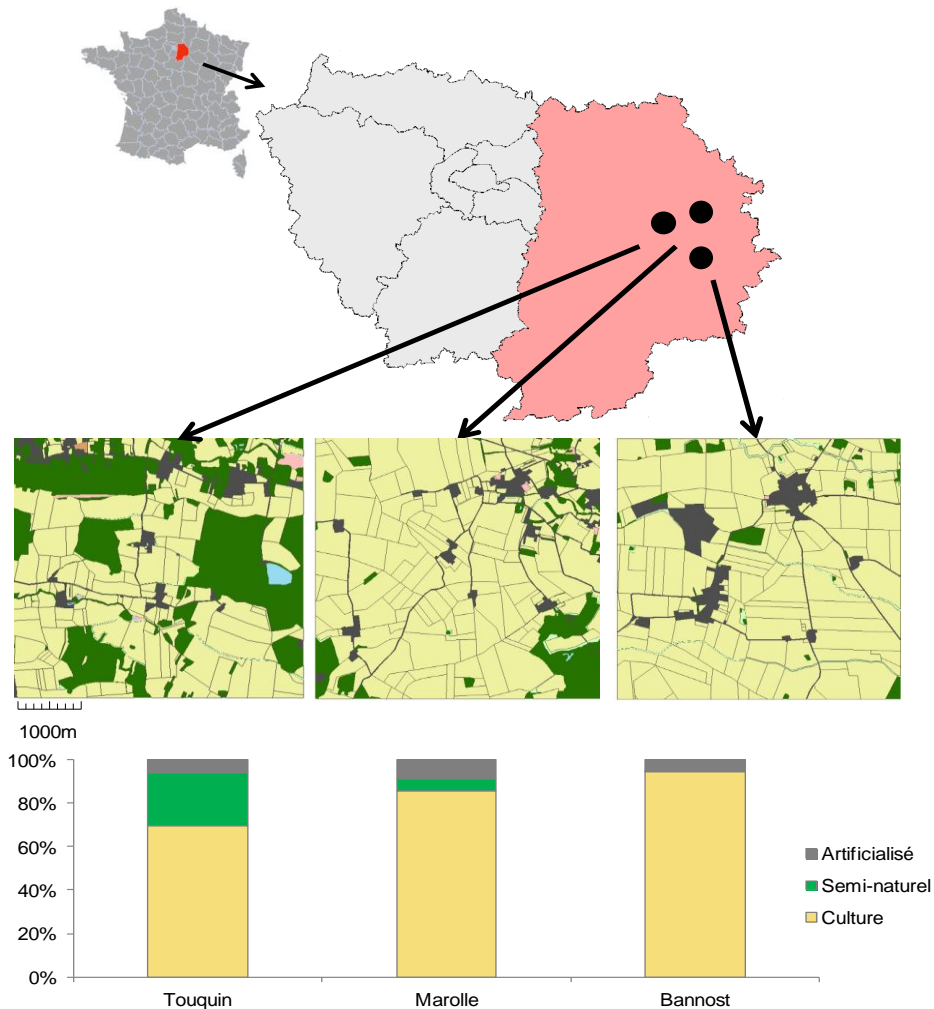 1000m
100%
80%
60%
40%
20%
0%
Artificialisé
Semi-naturel
Culture
Touquin
Marolle
Bannost